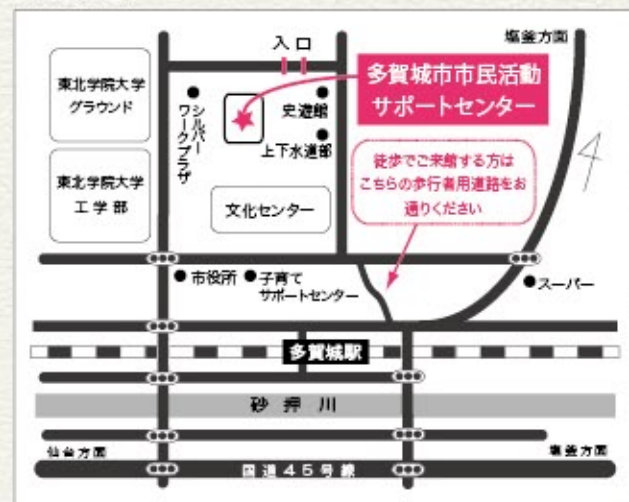 塩釜方面
入口
多賀城市市民活動
サポートセンター
東北学院大学
グラウンド
シルバー
ワークプラザ
史遊館
上下水道部
徒歩でご来館する方は
こちらの歩行者用道路をお
通りください
東北学院大学
工学部
文化センター
市役所
子育て
サポートセンター
スーパー
多賀城駅
砂押川
仙台方面
塩釜方面
国道45号線